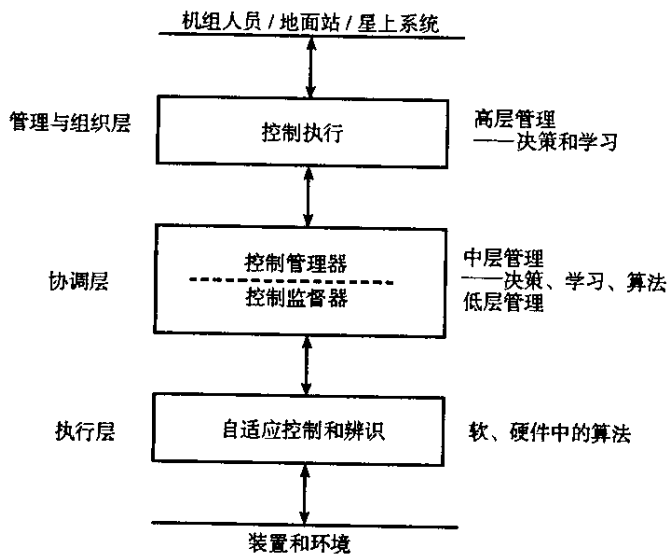 机组人员/地面站/星上系统
管理与组织层
控制执行
高层管理
——决策和学习
协调层
控制管理器
控制监督器
中层管理
——决策、学习、算法
低层管理
执行层
自适应控制和辨识
软、硬件中的算法
装置和环境